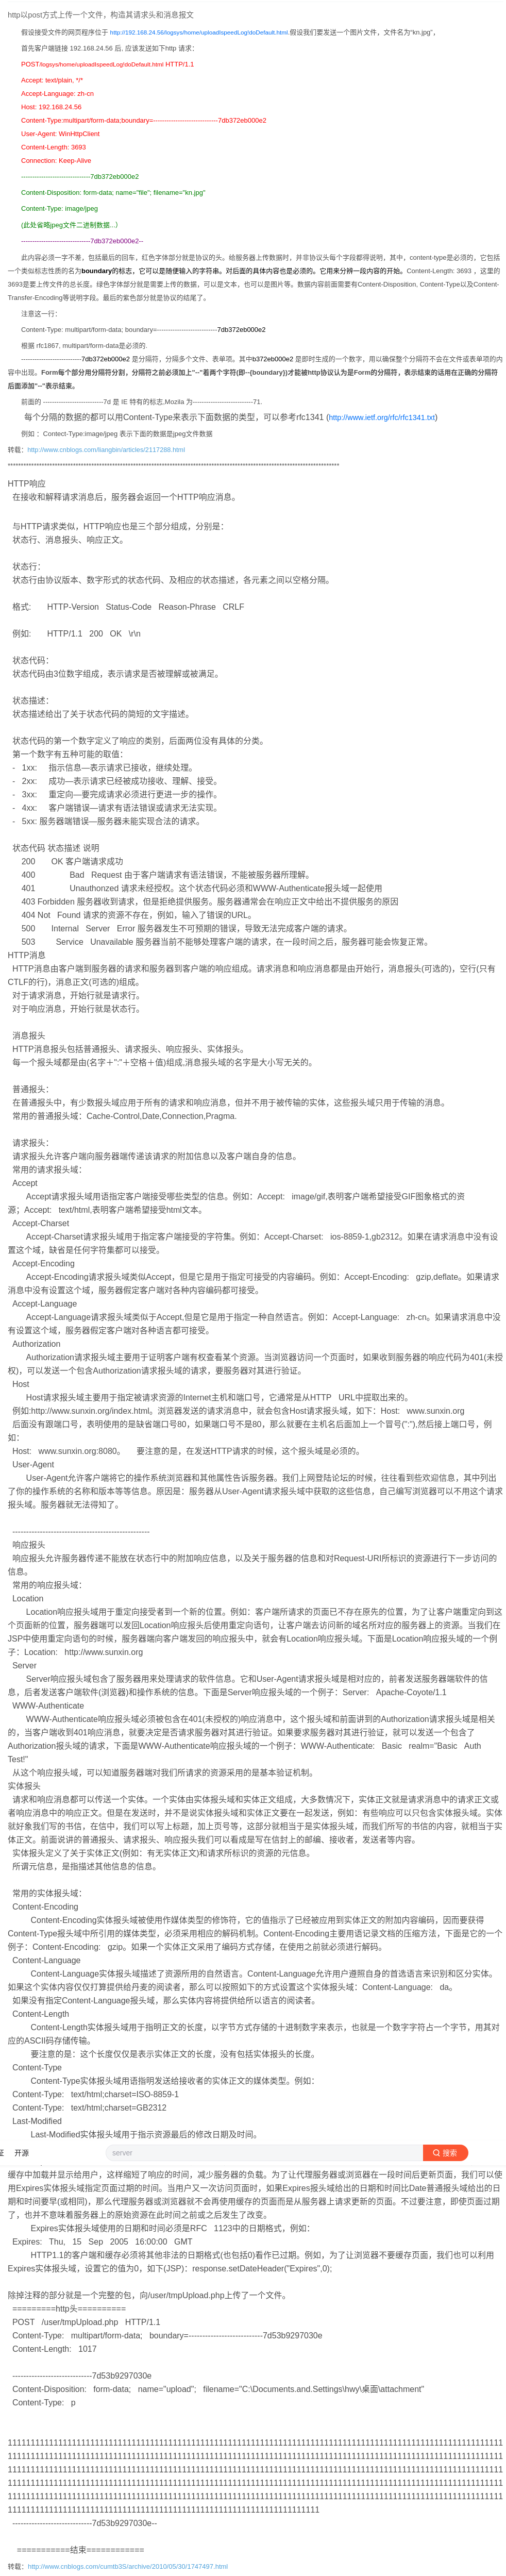 http以post方式上传一个文件，构造其请求头和消息报文
假设接受文件的网页程序位于 http://192.168.24.56/logsys/home/uploadIspeedLog!doDefault.html.假设我们要发送一个图片文件，文件名为“kn.jpg”，
首先客户端链接 192.168.24.56 后, 应该发送如下http 请求：
POST/logsys/home/uploadIspeedLog!doDefault.html HTTP/1.1
Accept: text/plain, */*
Accept-Language: zh-cn
Host: 192.168.24.56
Content-Type:multipart/form-data;boundary=-----------------------------7db372eb000e2
User-Agent: WinHttpClient
Content-Length: 3693
Connection: Keep-Alive
-------------------------------7db372eb000e2
Content-Disposition: form-data; name="file"; filename="kn.jpg"
Content-Type: image/jpeg
(此处省略jpeg文件二进制数据...）
-------------------------------7db372eb000e2--
此内容必须一字不差，包括最后的回车，红色字体部分就是协议的头。给服务器上传数据时，并非协议头每个字段都得说明，其中，content-type是必须的，它包括
一个类似标志性质的名为boundary的标志，它可以是随便输入的字符串。对后面的具体内容也是必须的。它用来分辨一段内容的开始。Content-Length: 3693 ，这里的
3693是要上传文件的总长度。绿色字体部分就是需要上传的数据，可以是文本，也可以是图片等。数据内容前面需要有Content-Disposition, Content-Type以及Content-
Transfer-Encoding等说明字段。最后的紫色部分就是协议的结尾了。
注意这一行：
Content-Type: multipart/form-data; boundary=---------------------------7db372eb000e2
根据 rfc1867, multipart/form-data是必须的.
---------------------------7db372eb000e2 是分隔符，分隔多个文件、表单项。其中b372eb000e2 是即时生成的一个数字，用以确保整个分隔符不会在文件或表单项的内
容中出现。Form每个部分用分隔符分割，分隔符之前必须加上"--"着两个字符(即--{boundary})才能被http协议认为是Form的分隔符，表示结束的话用在正确的分隔符
后面添加"--"表示结束。
前面的 ---------------------------7d 是 IE 特有的标志,Mozila 为---------------------------71.
每个分隔的数据的都可以用Content-Type来表示下面数据的类型，可以参考rfc1341 (http://www.ietf.org/rfc/rfc1341.txt)
例如 ：Contect-Type:image/jpeg 表示下面的数据是jpeg文件数据
转载：http://www.cnblogs.com/liangbin/articles/2117288.html
HTTP响应
在接收和解释请求消息后，服务器会返回一个HTTP响应消息。
与HTTP请求类似，HTTP响应也是三个部分组成，分别是：
状态行、消息报头、响应正文。
状态行：
状态行由协议版本、数字形式的状态代码、及相应的状态描述，各元素之间以空格分隔。
格式: HTTP-Version Status-Code Reason-Phrase CRLF
例如: HTTP/1.1 200 OK \r\n
状态代码：
状态代码由3位数字组成，表示请求是否被理解或被满足。
状态描述：
状态描述给出了关于状态代码的简短的文字描述。
状态代码的第一个数字定义了响应的类别，后面两位没有具体的分类。
第一个数字有五种可能的取值：
- 1xx: 指示信息—表示请求已接收，继续处理。
- 2xx: 成功—表示请求已经被成功接收、理解、接受。
- 3xx: 重定向—要完成请求必须进行更进一步的操作。
- 4xx: 客户端错误—请求有语法错误或请求无法实现。
- 5xx: 服务器端错误—服务器未能实现合法的请求。
状态代码 状态描述 说明
200 OK 客户端请求成功
400 Bad Request 由于客户端请求有语法错误，不能被服务器所理解。
401 Unauthonzed 请求未经授权。这个状态代码必须和WWW-Authenticate报头域一起使用
403 Forbidden 服务器收到请求，但是拒绝提供服务。服务器通常会在响应正文中给出不提供服务的原因
404 Not Found 请求的资源不存在，例如，输入了错误的URL。
500 Internal Server Error 服务器发生不可预期的错误，导致无法完成客户端的请求。
503 Service Unavailable 服务器当前不能够处理客户端的请求，在一段时间之后，服务器可能会恢复正常。
HTTP消息
HTTP消息由客户端到服务器的请求和服务器到客户端的响应组成。请求消息和响应消息都是由开始行，消息报头(可选的)，空行(只有
CTLF的行)，消息正文(可选的)组成。
对于请求消息，开始行就是请求行。
对于响应消息，开始行就是状态行。
消息报头
HTTP消息报头包括普通报头、请求报头、响应报头、实体报头。
每一个报头域都是由(名字＋":"＋空格＋值)组成,消息报头域的名字是大小写无关的。
普通报头：
在普通报头中，有少数报头域应用于所有的请求和响应消息，但并不用于被传输的实体，这些报头域只用于传输的消息。
常用的普通报头域：Cache-Control,Date,Connection,Pragma.
请求报头：
请求报头允许客户端向服务器端传递该请求的附加信息以及客户端自身的信息。
常用的请求报头域：
Accept
Accept请求报头域用语指定客户端接受哪些类型的信息。例如：Accept: image/gif,表明客户端希望接受GIF图象格式的资
源；Accept: text/html,表明客户端希望接受html文本。
Accept-Charset
Accept-Charset请求报头域用于指定客户端接受的字符集。例如：Accept-Charset: ios-8859-1,gb2312。如果在请求消息中没有设
置这个域，缺省是任何字符集都可以接受。
Accept-Encoding
Accept-Encoding请求报头域类似Accept，但是它是用于指定可接受的内容编码。例如：Accept-Encoding: gzip,deflate。如果请求
消息中没有设置这个域，服务器假定客户端对各种内容编码都可接受。
Accept-Language
Accept-Language请求报头域类似于Accept,但是它是用于指定一种自然语言。例如：Accept-Language: zh-cn。如果请求消息中没
有设置这个域，服务器假定客户端对各种语言都可接受。
Authorization
Authorization请求报头域主要用于证明客户端有权查看某个资源。当浏览器访问一个页面时，如果收到服务器的响应代码为401(未授
权)，可以发送一个包含Authorization请求报头域的请求，要服务器对其进行验证。
Host
Host请求报头域主要用于指定被请求资源的Internet主机和端口号，它通常是从HTTP URL中提取出来的。
例如:http://www.sunxin.org/index.html。浏览器发送的请求消息中，就会包含Host请求报头域，如下：Host: www.sunxin.org
后面没有跟端口号，表明使用的是缺省端口号80，如果端口号不是80，那么就要在主机名后面加上一个冒号(":"),然后接上端口号，例
如：
Host: www.sunxin.org:8080。 要注意的是，在发送HTTP请求的时候，这个报头域是必须的。
User-Agent
User-Agent允许客户端将它的操作系统浏览器和其他属性告诉服务器。我们上网登陆论坛的时候，往往看到些欢迎信息，其中列出
了你的操作系统的名称和版本等等信息。原因是：服务器从User-Agent请求报头域中获取的这些信息，自己编写浏览器可以不用这个请求
报头域。服务器就无法得知了。
--------------------------------------------------
响应报头
响应报头允许服务器传递不能放在状态行中的附加响应信息，以及关于服务器的信息和对Request-URI所标识的资源进行下一步访问的
信息。
常用的响应报头域：
Location
Location响应报头域用于重定向接受者到一个新的位置。例如：客户端所请求的页面已不存在原先的位置，为了让客户端重定向到这
个页面新的位置，服务器端可以发回Location响应报头后使用重定向语句，让客户端去访问新的域名所对应的服务器上的资源。当我们在
JSP中使用重定向语句的时候，服务器端向客户端发回的响应报头中，就会有Location响应报头域。下面是Location响应报头域的一个例
子：Location: http://www.sunxin.org
Server
Server响应报头域包含了服务器用来处理请求的软件信息。它和User-Agent请求报头域是相对应的，前者发送服务器端软件的信
息，后者发送客户端软件(浏览器)和操作系统的信息。下面是Server响应报头域的一个例子：Server: Apache-Coyote/1.1
WWW-Authenticate
WWW-Authenticate响应报头域必须被包含在401(未授权的)响应消息中，这个报头域和前面讲到的Authorization请求报头域是相关
的，当客户端收到401响应消息，就要决定是否请求服务器对其进行验证。如果要求服务器对其进行验证，就可以发送一个包含了
Authorization报头域的请求，下面是WWW-Authenticate响应报头域的一个例子：WWW-Authenticate: Basic realm="Basic Auth
Test!"
从这个响应报头域，可以知道服务器端对我们所请求的资源采用的是基本验证机制。
实体报头
请求和响应消息都可以传送一个实体。一个实体由实体报头域和实体正文组成，大多数情况下，实体正文就是请求消息中的请求正文或
者响应消息中的响应正文。但是在发送时，并不是说实体报头域和实体正文要在一起发送，例如：有些响应可以只包含实体报头域。实体
就好象我们写的书信，在信中，我们可以写上标题，加上页号等，这部分就相当于是实体报头域，而我们所写的书信的内容，就相当于实
体正文。前面说讲的普通报头、请求报头、响应报头我们可以看成是写在信封上的邮编、接收者，发送者等内容。
实体报头定义了关于实体正文(例如：有无实体正文)和请求所标识的资源的元信息。
所谓元信息，是指描述其他信息的信息。
常用的实体报头域：
Content-Encoding
Content-Encoding实体报头域被使用作媒体类型的修饰符，它的值指示了已经被应用到实体正文的附加内容编码，因而要获得
Content-Type报头域中所引用的媒体类型，必须采用相应的解码机制。Content-Encoding主要用语记录文档的压缩方法，下面是它的一个
例子：Content-Encoding: gzip。如果一个实体正文采用了编码方式存储，在使用之前就必须进行解码。
Content-Language
Content-Language实体报头域描述了资源所用的自然语言。Content-Language允许用户遵照自身的首选语言来识别和区分实体。
如果这个实体内容仅仅打算提供给丹麦的阅读者，那么可以按照如下的方式设置这个实体报头域：Content-Language: da。
如果没有指定Content-Language报头域，那么实体内容将提供给所以语言的阅读者。
Content-Length
Content-Length实体报头域用于指明正文的长度，以字节方式存储的十进制数字来表示，也就是一个数字字符占一个字节，用其对
应的ASCII码存储传输。
要注意的是：这个长度仅仅是表示实体正文的长度，没有包括实体报头的长度。
Content-Type
Content-Type实体报头域用语指明发送给接收者的实体正文的媒体类型。例如：
Content-Type: text/html;charset=ISO-8859-1
Content-Type: text/html;charset=GB2312
Last-Modified
Last-Modified实体报头域用于指示资源最后的修改日期及时间。
开源 server 搜索
缓存中加载并显示给用户，这样缩短了响应的时间，减少服务器的负载。为了让代理服务器或浏览器在一段时间后更新页面，我们可以使
用Expires实体报头域指定页面过期的时间。当用户又一次访问页面时，如果Expires报头域给出的日期和时间比Date普通报头域给出的日
期和时间要早(或相同)，那么代理服务器或浏览器就不会再使用缓存的页面而是从服务器上请求更新的页面。不过要注意，即使页面过期
了，也并不意味着服务器上的原始资源在此时间之前或之后发生了改变。
Expires实体报头域使用的日期和时间必须是RFC 1123中的日期格式，例如：
Expires: Thu, 15 Sep 2005 16:00:00 GMT
HTTP1.1的客户端和缓存必须将其他非法的日期格式(也包括0)看作已过期。例如，为了让浏览器不要缓存页面，我们也可以利用
Expires实体报头域，设置它的值为0，如下(JSP)：response.setDateHeader("Expires",0);
除掉注释的部分就是一个完整的包，向/user/tmpUpload.php上传了一个文件。
=========http头==========
POST /user/tmpUpload.php HTTP/1.1
Content-Type: multipart/form-data; boundary=---------------------------7d53b9297030e
Content-Length: 1017
-----------------------------7d53b9297030e
Content-Disposition: form-data; name="upload"; filename="C:\Documents.and.Settings\hwy\桌面\attachment"
Content-Type: p
-----------------------------7d53b9297030e--
===========结束============
转载：http://www.cnblogs.com/cumtb3S/archive/2010/05/30/1747497.html